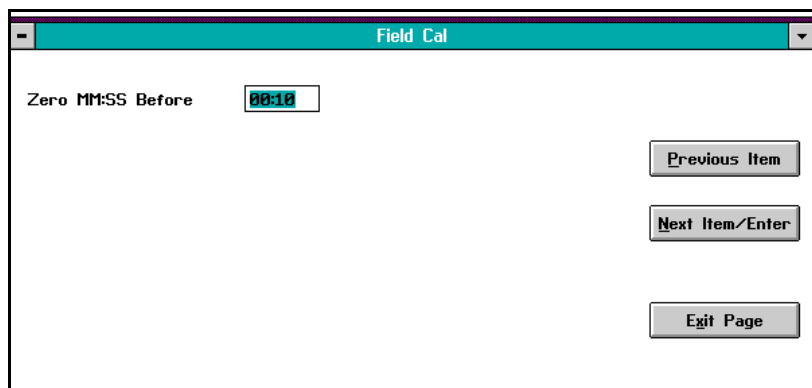 Field Cal
Zero MM:SS Before 00:10
Previous Item
Next Item/Enter
Exit Page